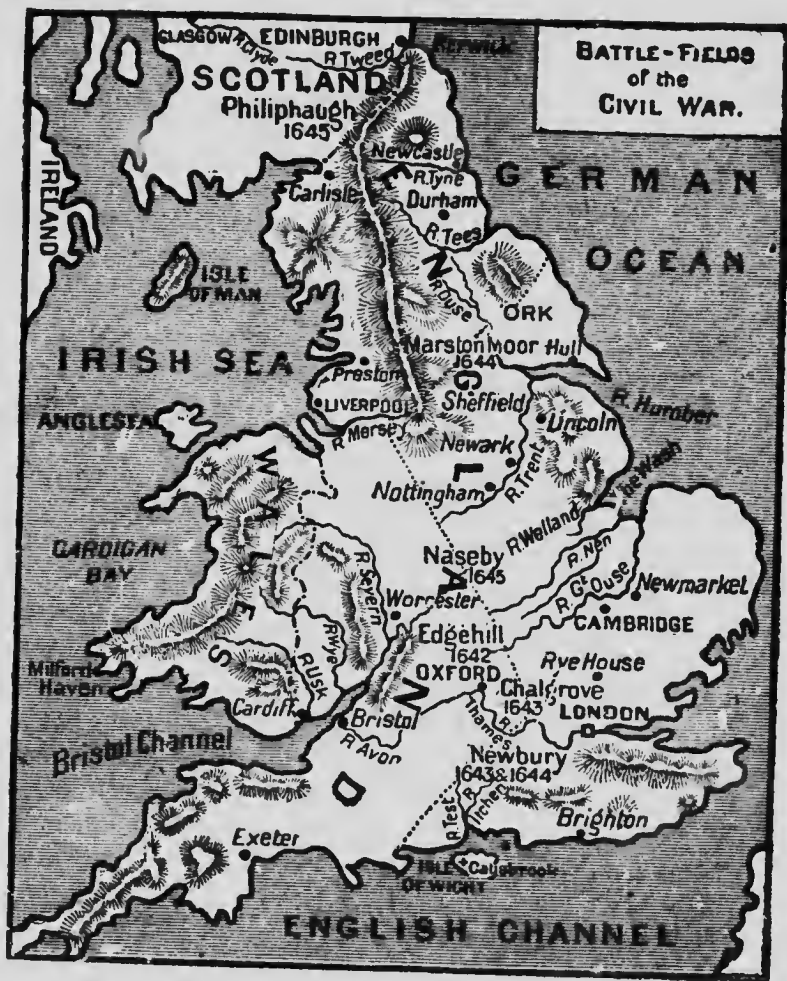 BATTLE-FIELDS
of the
CIVIL WAR.
GLASGOW
R.Clyde
EDINBURGH
R.Tweed
Berwick
SCOTLAND
Philiphaugh
1645
IRELAND
Newcastle
R.Tyne
Carlisle
Durham
R.Tees
GERMAN
OCEAN
ISLE
OF MAN
R.Ouse
ORK
IRISH SEA
Marston Moor
1644
Hull
Preston
LIVERPOOL
Sheffield
R.Humber
Lincoln
ANGLESEA
R.Merse
Newark
R.Trent
Nottingham
he Wash
R.Welland
WALES
CARDIGAN
BAY
Naseby
1645
R.Nen
R.Gt Ouse
Newmarket
R.Severn
Worcester
CAMBRIDGE
Edgehill
1642
R.Wye
R.Usk
Rye House
OXFORD
Chalgrove
1643
Milford
Haven
Cardiff
LONDON
Bristol
Thames R.
Bristol Channel
R.Avon
Newbury
1643&1644
R.Test
R.Itchen
Brighton
Exeter
ISLE
OF WIGHT
Carisbrook
ENGLAND
ENGLISH CHANNEL